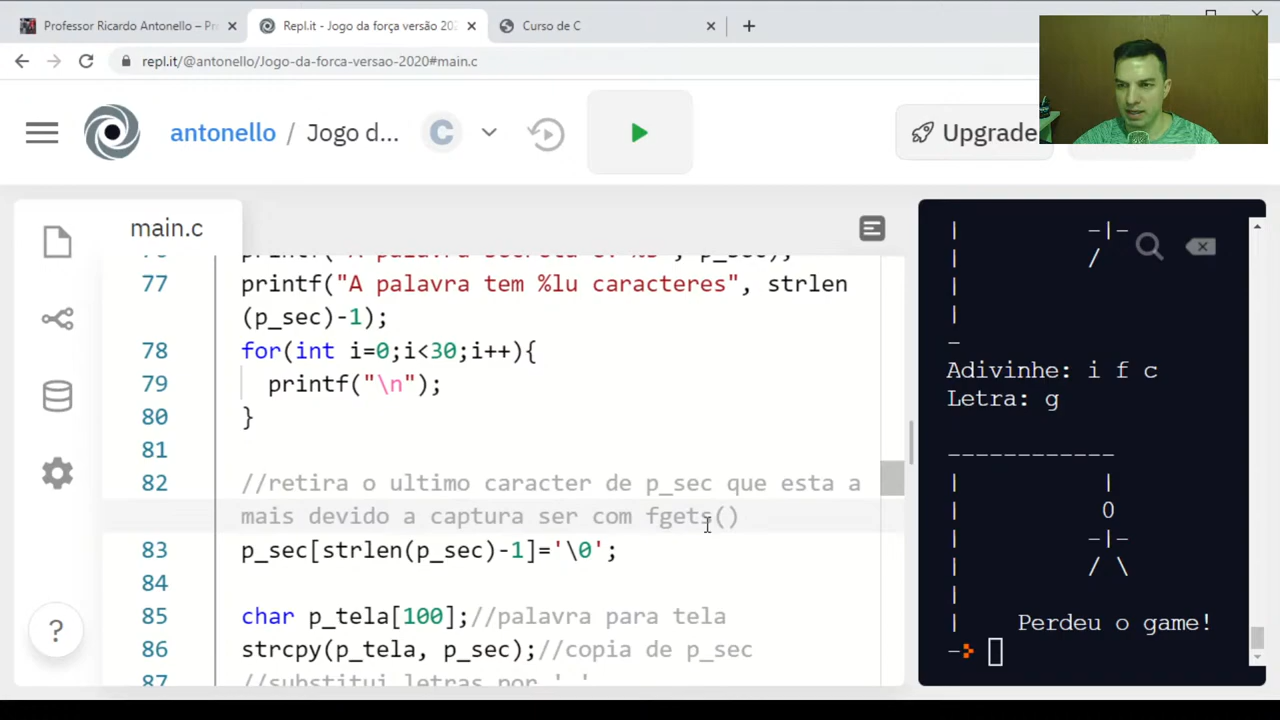 Professor Ricardo Antonello – Pr
Repl.it - Jogo da força versão 202
Curso de C
repl.it/@antonello/Jogo-da-forca-versao-2020#main.c
antonello / Jogo d...
C
Upgrade
main.c
77 printf("A palavra tem %lu caracteres", strlen
(p_sec)-1);
78 for(int i=0;i<30;i++){
79 printf("\n");
80 }
81
82 //retira o ultimo caracter de p_sec que esta a
mais devido a captura ser com fgets()
83 p_sec[strlen(p_sec)-1]='\0';
84
85 char p_tela[100];//palavra para tela
86 strcpy(p_tela, p_sec);//copia de p_sec
87 //substitui letras por '_'
?
| -|-
| /
|
|
-
Adivinhe: i f c
Letra: g
------------
| |
| O
| -|-
| / \
|
| Perdeu o game!
-